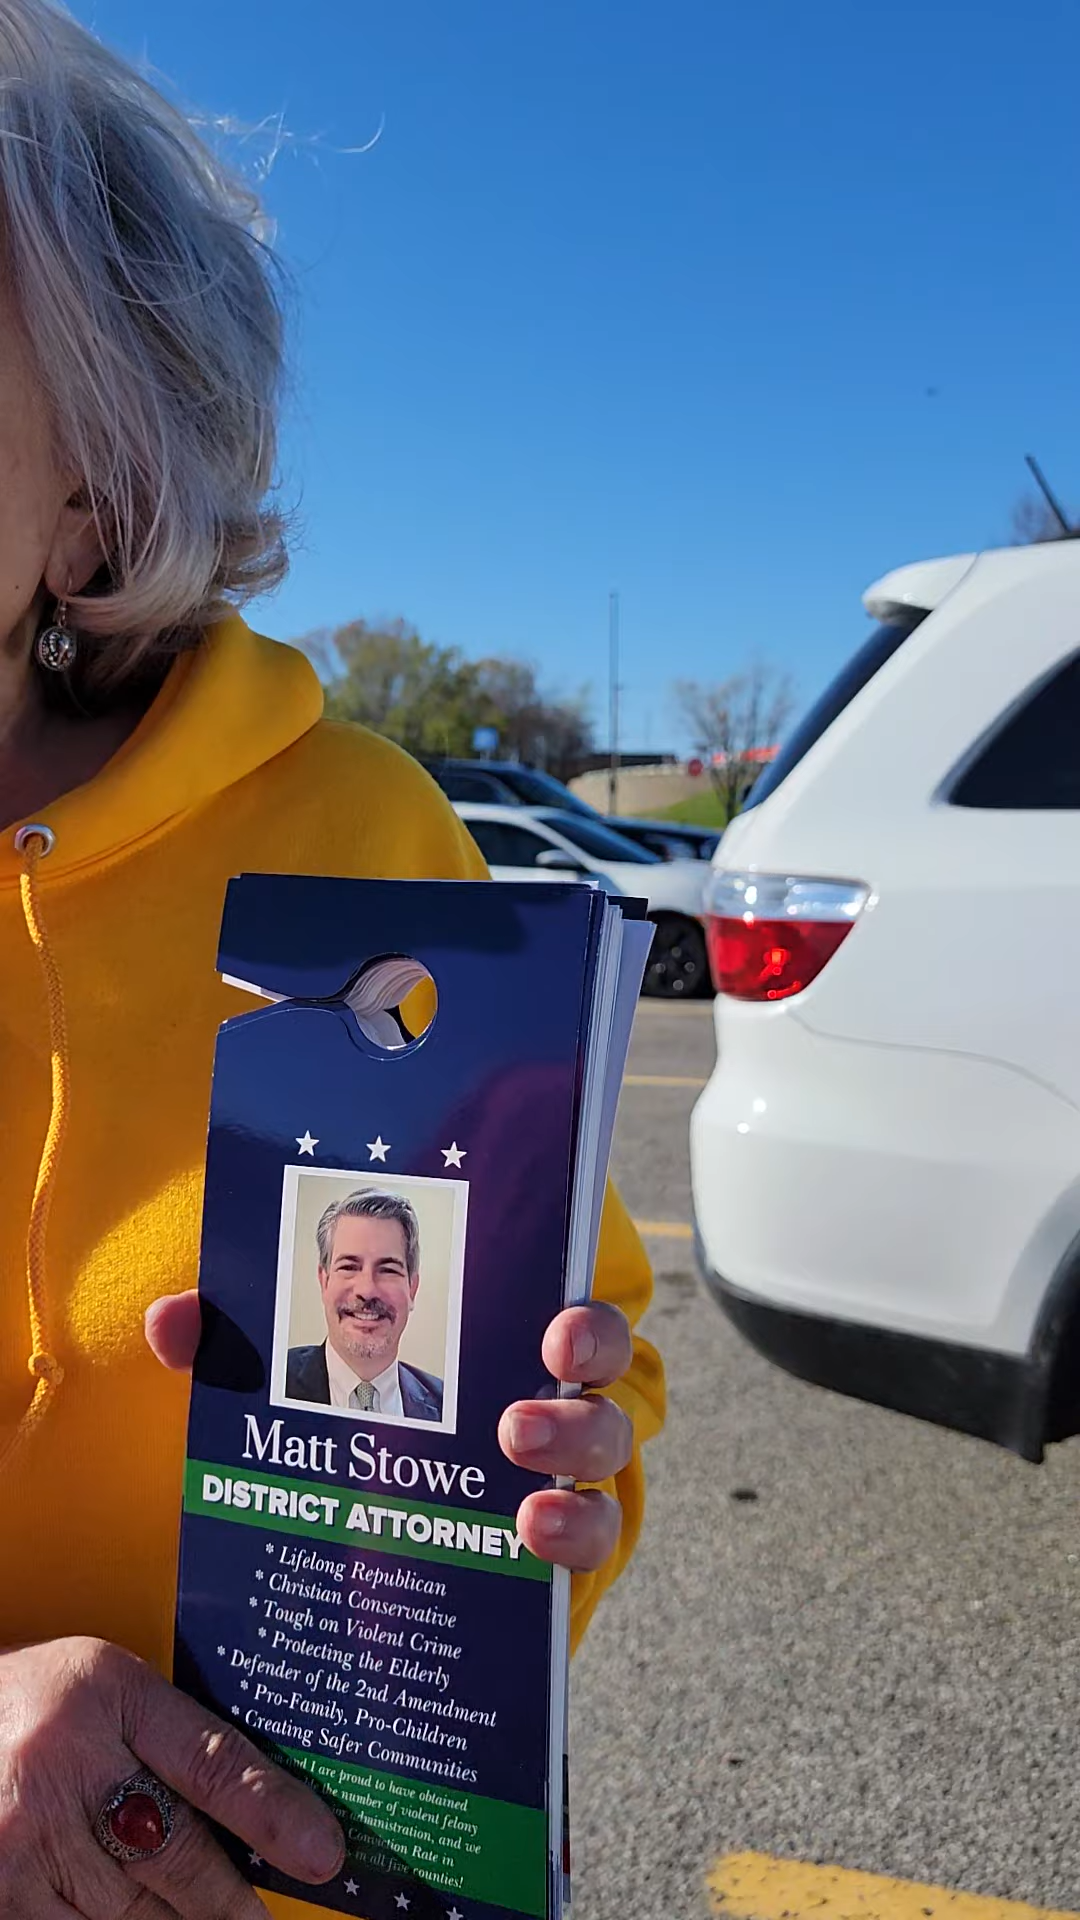 Matt Stowe
DISTRICT ATTORNEY
* Lifelong Republican
* Christian Conservative
* Tough on Violent Crime
* Protecting the Elderly
* Defender of the 2nd Amendment
* Pro-Family, Pro-Children
* Creating Safer Communities
and I are proud to have obtained
the number of violent felony
administration, and we
Conviction Rate in
in all five counties!